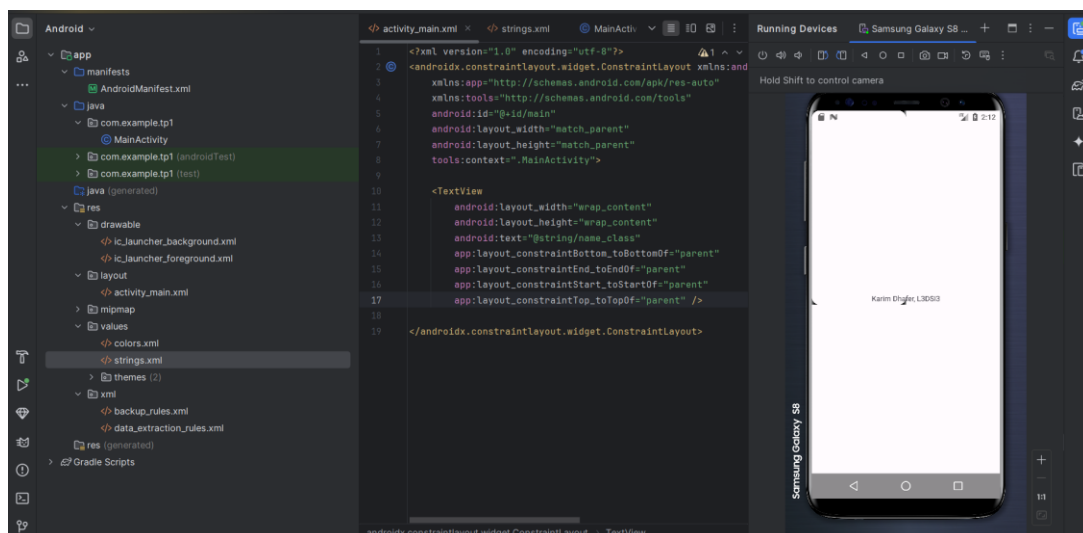 Android
app
manifests
AndroidManifest.xml
java
com.example.tp1
MainActivity
com.example.tp1 (androidTest)
com.example.tp1 (test)
java (generated)
res
drawable
ic_launcher_background.xml
ic_launcher_foreground.xml
layout
activity_main.xml
mipmap
values
colors.xml
strings.xml
themes (2)
xml
backup_rules.xml
data_extraction_rules.xml
res (generated)
Gradle Scripts
activity_main.xml strings.xml MainActiv
1
1 <?xml version="1.0" encoding="utf-8"?>
2 <androidx.constraintlayout.widget.ConstraintLayout xmlns:and
3 xmlns:app="http://schemas.android.com/apk/res-auto"
4 xmlns:tools="http://schemas.android.com/tools"
5 android:id="@+id/main"
6 android:layout_width="match_parent"
7 android:layout_height="match_parent"
8 tools:context=".MainActivity">
9
10 <TextView
11 android:layout_width="wrap_content"
12 android:layout_height="wrap_content"
13 android:text="@string/name_class"
14 app:layout_constraintBottom_toBottomOf="parent"
15 app:layout_constraintEnd_toEndOf="parent"
16 app:layout_constraintStart_toStartOf="parent"
17 app:layout_constraintTop_toTopOf="parent" />
18
19 </androidx.constraintlayout.widget.ConstraintLayout>
androidx.constraintlayout.widget.ConstraintLayout TextView
Running Devices Samsung Galaxy S8 ...
Hold Shift to control camera
2:12
Karim Dhafer, L3DSI3
Samsung Galaxy S8
1:1